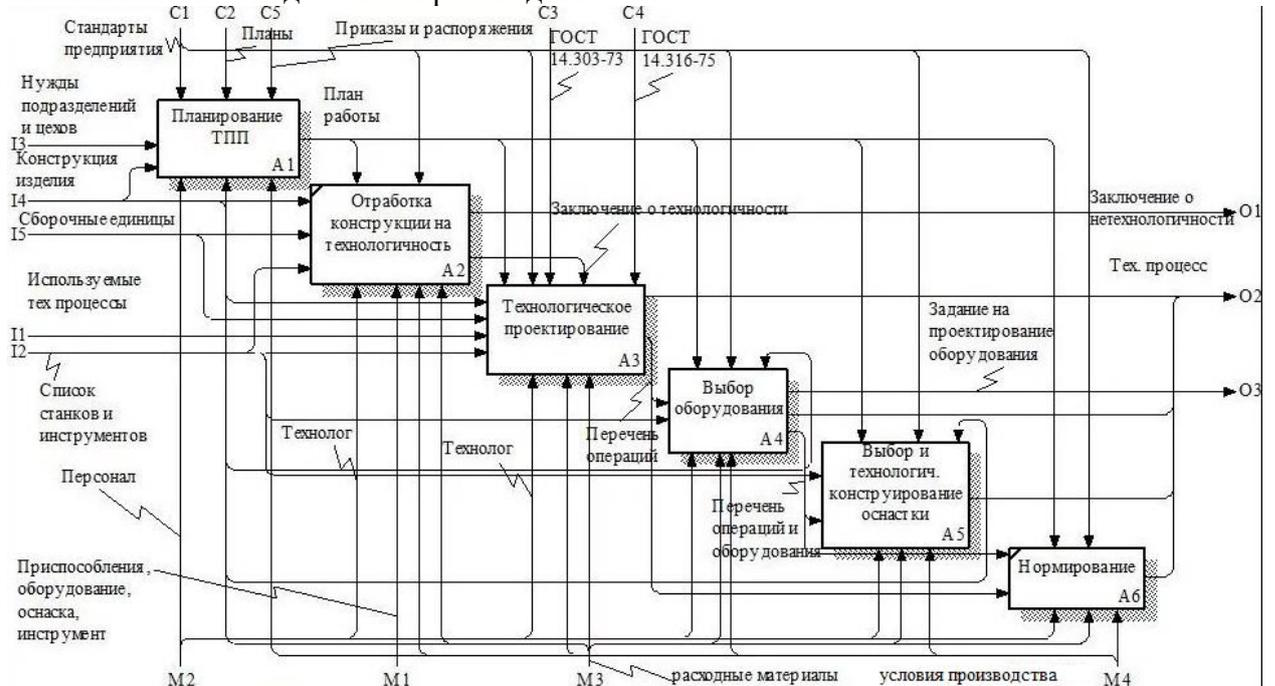 C1 C2 C5 C3 C4
Стандарты
предприятия
Планы
Приказы и распоряжения
ГОСТ
14.303-73
ГОСТ
14.316-75
Нужды
подразделений
и цехов
I3
Планирование
ТПП
A1
План
работы
Конструкция
изделия
I4
Сборочные единицы
I5
Отработка
конструкции на
технологичность
A2
Заключение о технологичности
Заключение о
нетехнологичности
O1
Тех. процесс
O2
Используемые
тех процессы
I1
I2
Технологическое
проектирование
A3
Задание на
проектирование
оборудования
O3
Список
станков и
инструментов
Выбор
оборудования
A4
Технолог
Технолог
Перечень
операций
Персонал
Выбор и
технологич.
конструирование
оснастки
A5
Перечень
операций и
оборудования
Приспособления,
оборудование,
оснаска,
инструмент
Нормирование
A6
расходные материалы
условия производства
M2 M1 M3 M4